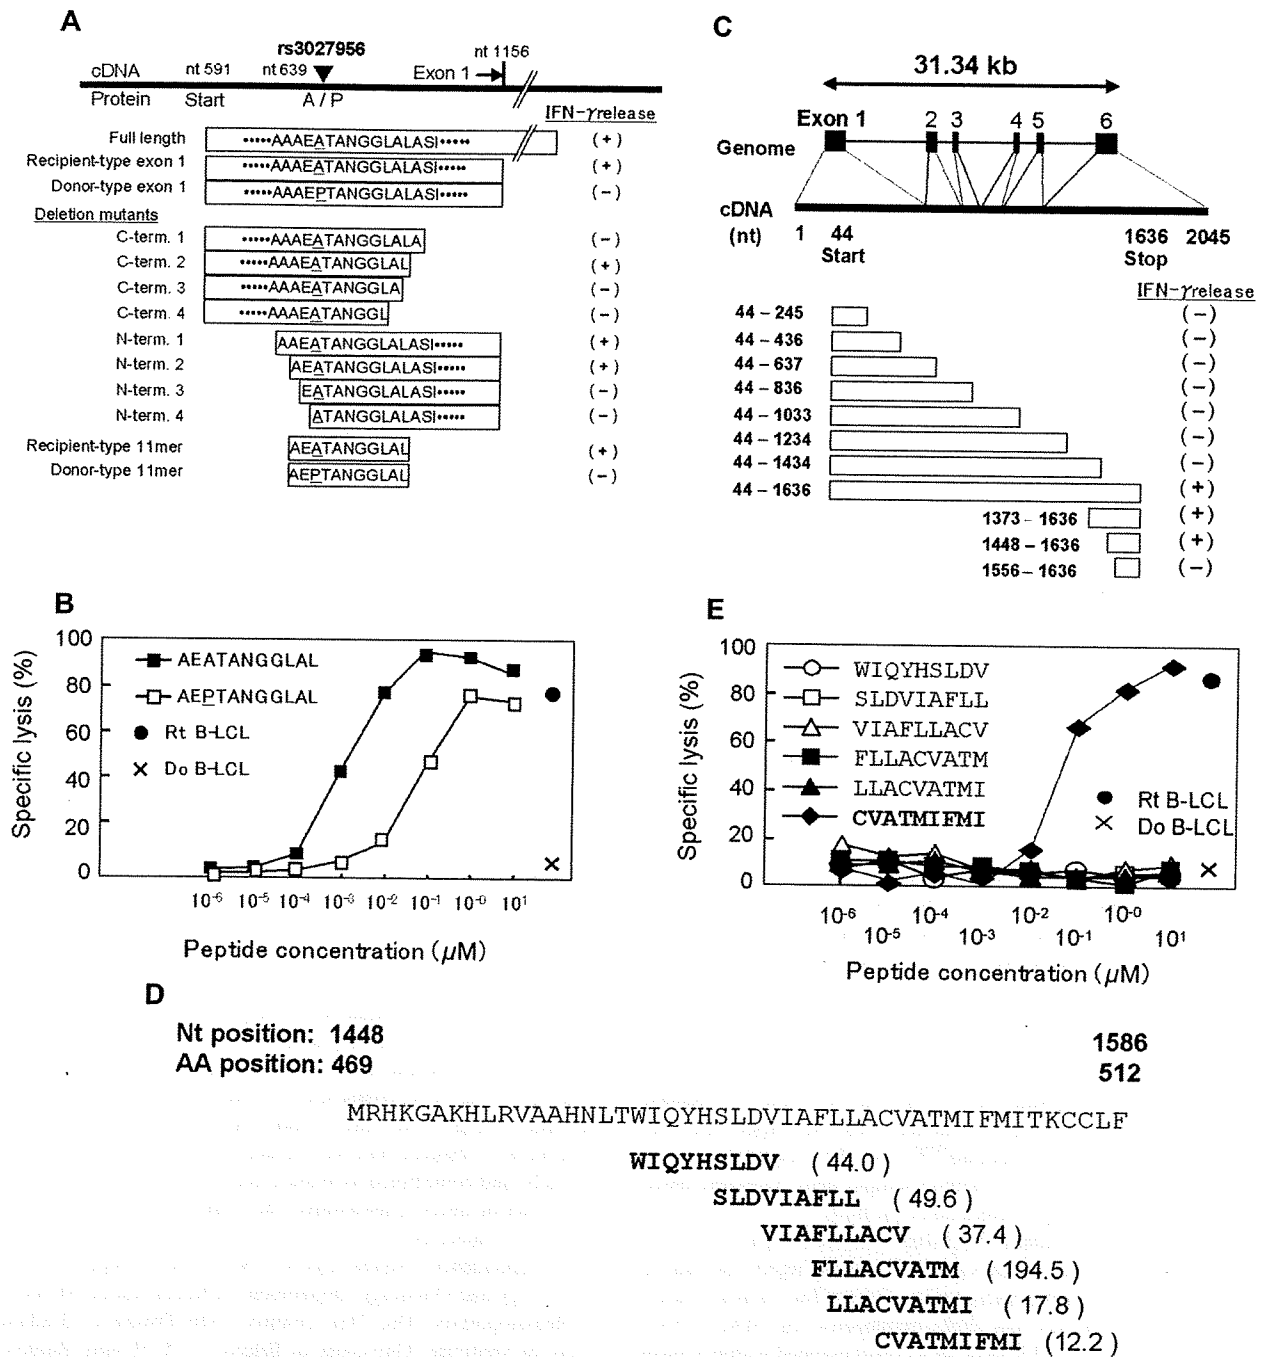 A
rs3027956
nt 1156
cDNA nt 591 nt 639 Exon 1
Protein Start A / P
IFN-γ release
Full length •••••AAAEATANGGLALASI••••• (+)
Recipient-type exon 1 •••••AAAEATANGGLALASI••••• (+)
Donor-type exon 1 •••••AAAEPTANGGLALASI••••• (−)
Deletion mutants
C-term. 1 •••••AAAEATANGGLALA (−)
C-term. 2 •••••AAAEATANGGLAL (+)
C-term. 3 •••••AAAEATANGGLA (−)
C-term. 4 •••••AAAEATANGGL (−)
N-term. 1 AAEATANGGLALASI••••• (+)
N-term. 2 AEATANGGLALASI••••• (+)
N-term. 3 EATANGGLALASI••••• (−)
N-term. 4 ATANGGLALASI••••• (−)
Recipient-type 11mer AEATANGGLAL (+)
Donor-type 11mer AEPTANGGLAL (−)
C
31.34 kb
Exon 1 2 3 4 5 6
Genome
cDNA
(nt) 1 44 1636 2045
Start Stop
IFN-γ release
44 – 245 (−)
44 – 436 (−)
44 – 637 (−)
44 – 836 (−)
44 – 1033 (−)
44 – 1234 (−)
44 – 1434 (−)
44 – 1636 (+)
1373 – 1636 (+)
1448 – 1636 (+)
1556 – 1636 (−)
B
Specific lysis (%)
100
80
60
40
20
0
AEATANGGLAL
AEPTANGGLAL
Rt B-LCL
Do B-LCL
10-6 10-5 10-4 10-3 10-2 10-1 10-0 101
Peptide concentration (μM)
E
Specific lysis (%)
100
80
60
40
20
0
WIQYHSLDV
SLDVIAFLL
VIAFLLACV
FLLACVATM
LLACVATMI
CVATMIFMI
Rt B-LCL
Do B-LCL
10-6 10-4 10-2 10-0
10-5 10-3 10-1 101
Peptide concentration (μM)
D
Nt position: 1448 1586
AA position: 469 512
MRHKGAKHLRVAAHNLTWIQYHSLDVIAFLLACVATMIFMITKCCLF
WIQYHSLDV ( 44.0 )
SLDVIAFLL ( 49.6 )
VIAFLLACV ( 37.4 )
FLLACVATM ( 194.5 )
LLACVATMI ( 17.8 )
CVATMIFMI (12.2 )